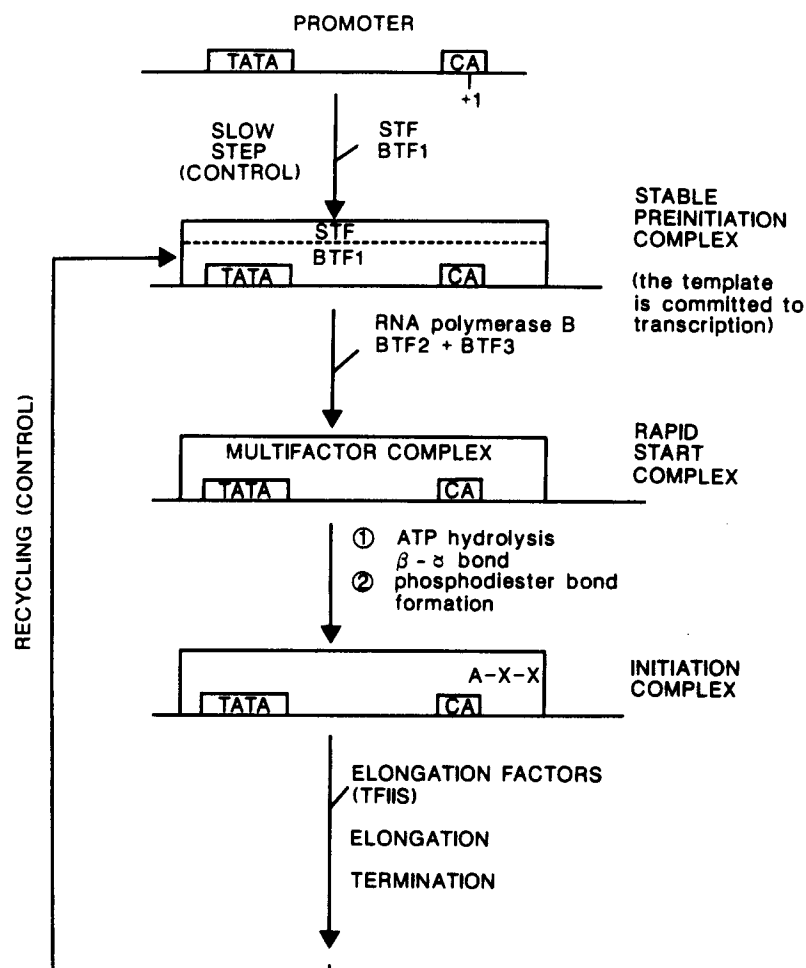 PROMOTER
TATA CA
+1
SLOW
STEP
(CONTROL)
STF
BTF1
STF
BTF1
TATA CA
STABLE
PREINITIATION
COMPLEX
(the template
is committed to
transcription)
RNA polymerase B
BTF2 + BTF3
MULTIFACTOR COMPLEX
TATA CA
RAPID
START
COMPLEX
① ATP hydrolysis
β - ɣ bond
② phosphodiester bond
formation
A-X-X
TATA CA
INITIATION
COMPLEX
ELONGATION FACTORS
(TFIIS)
ELONGATION
TERMINATION
RECYCLING (CONTROL)